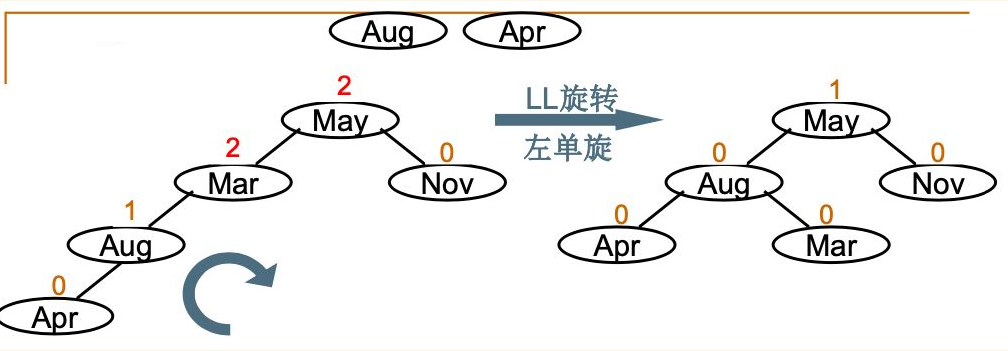 Aug Apr
2 LL旋转 1
May May
2 0 左单旋 0 0
Mar Nov Aug Nov
1 0 0
Aug Apr Mar
0
Apr